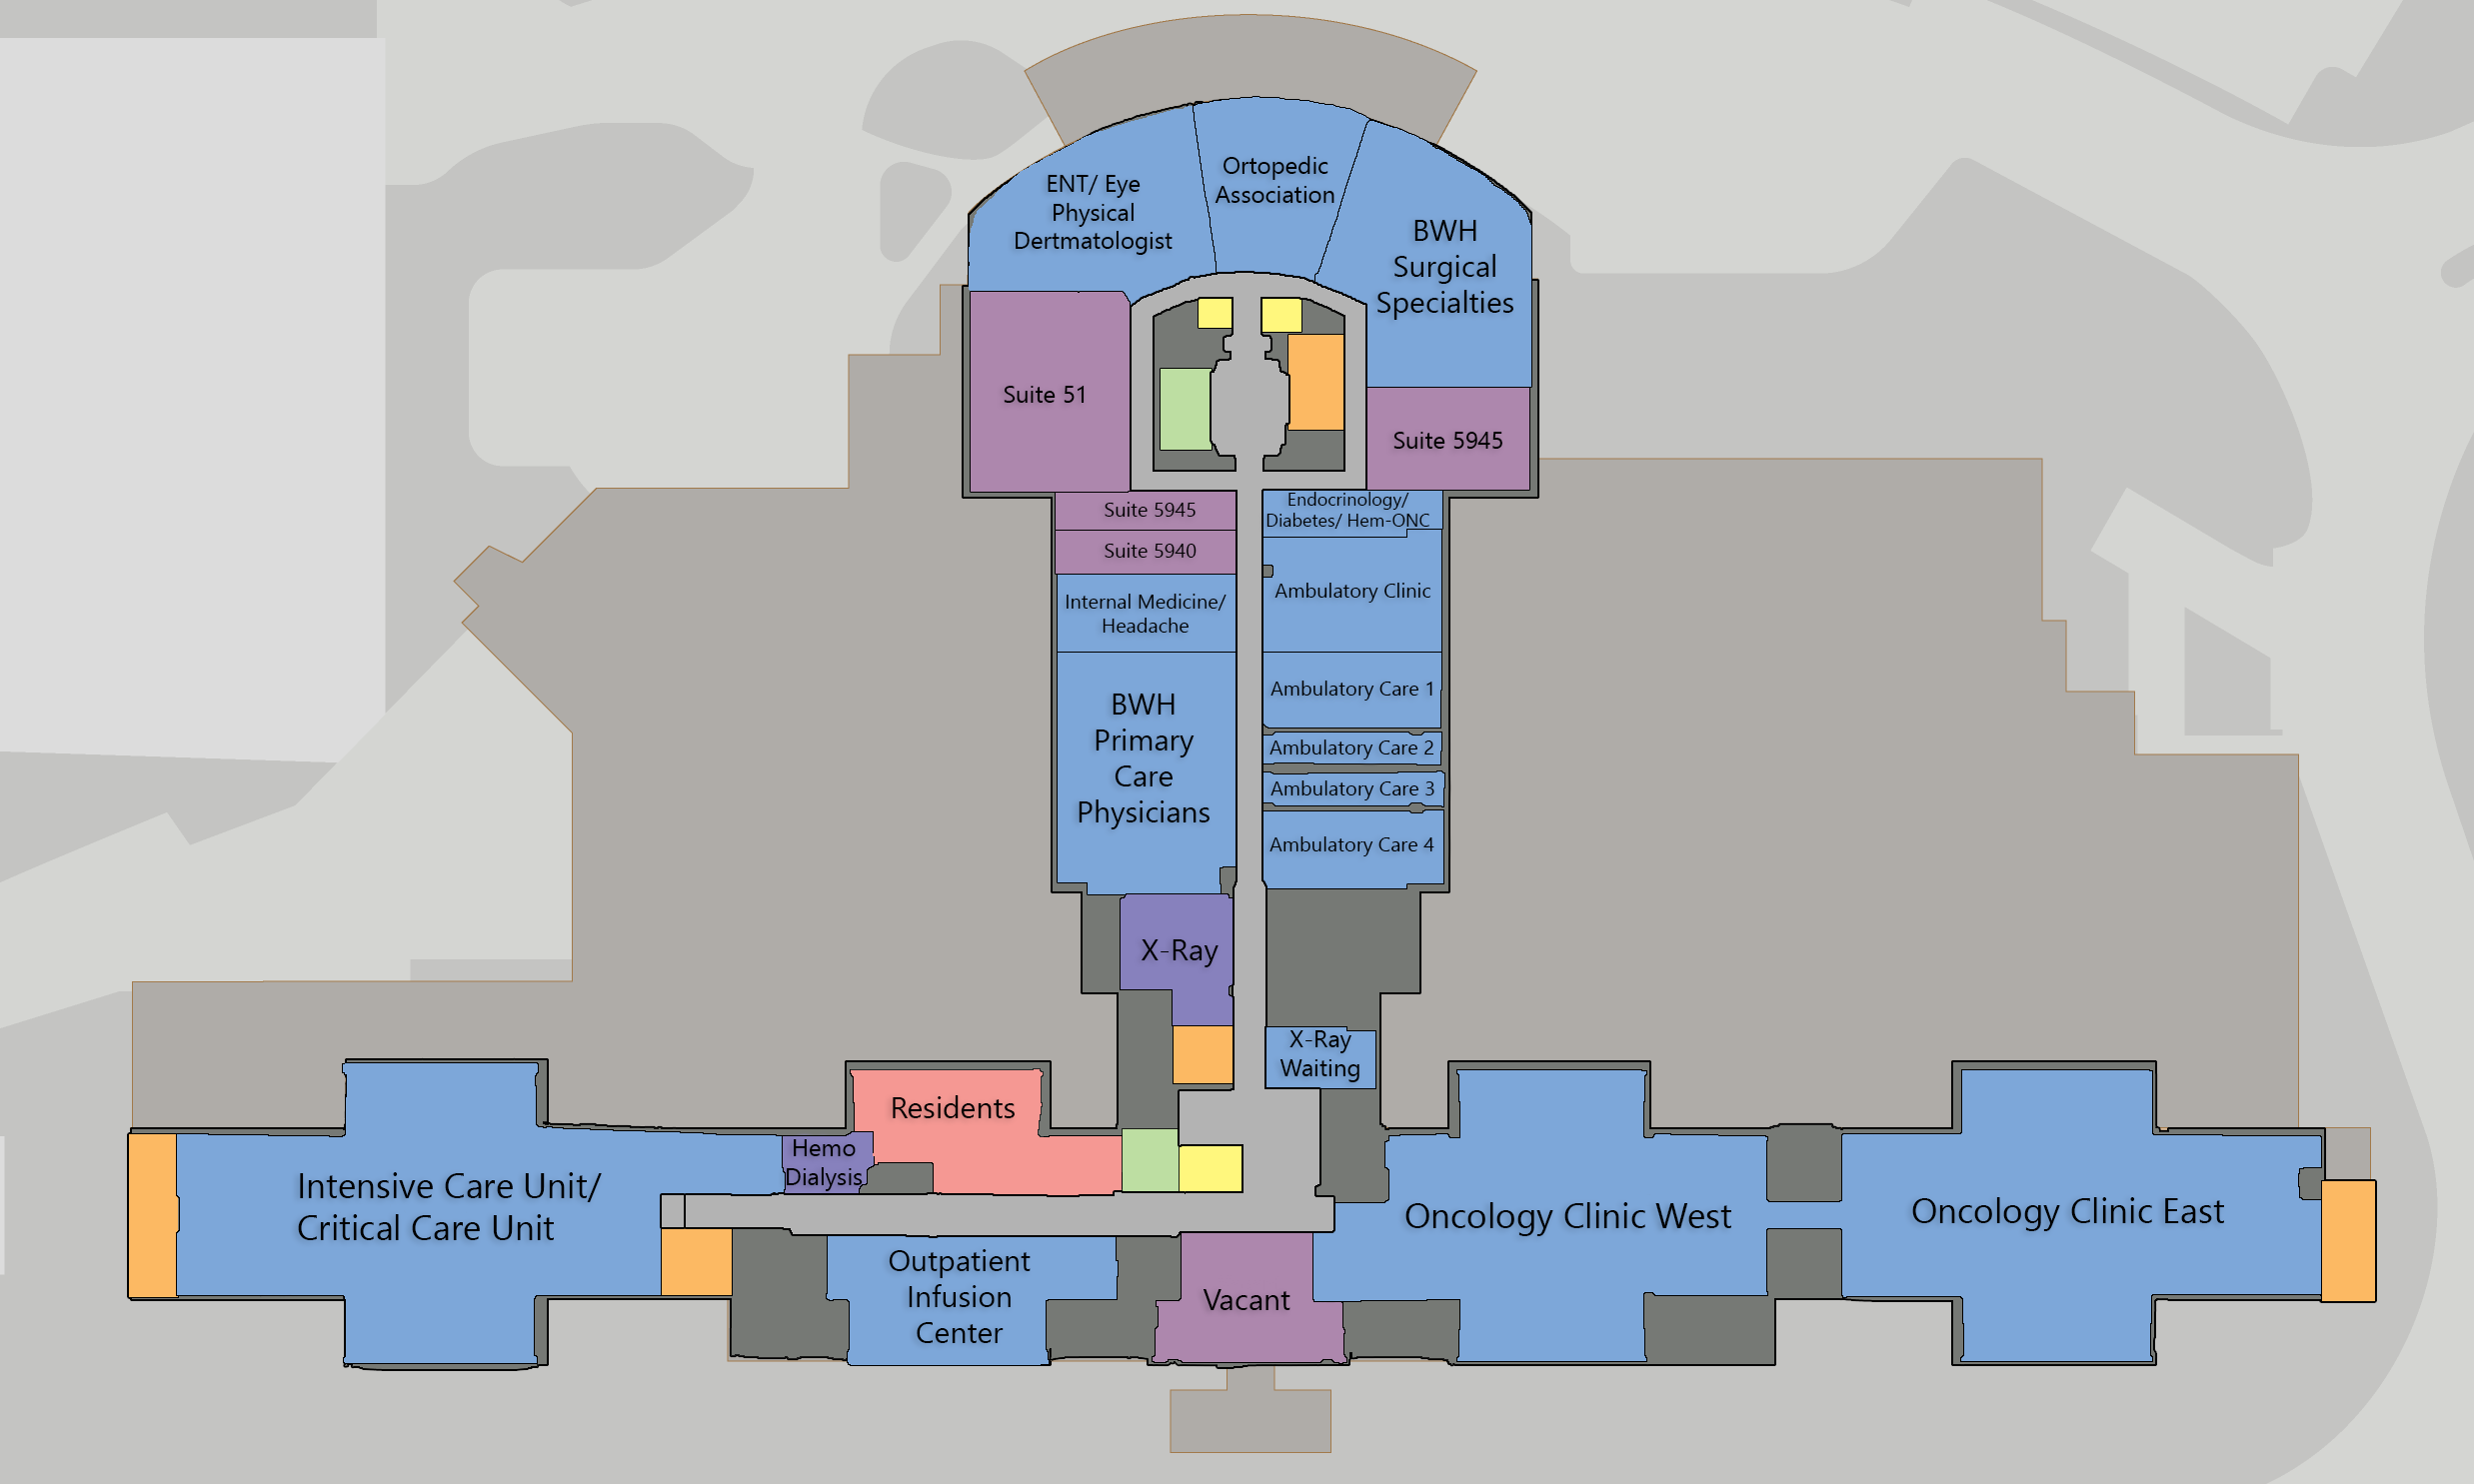 ENT/ Eye
Physical
Dertmatologist
Ortopedic
Association
BWH
Surgical
Specialties
Suite 51
Suite 5945
Suite 5945
Suite 5940
Endocrinology/
Diabetes/ Hem-ONC
Ambulatory Clinic
Internal Medicine/
Headache
BWH
Primary
Care
Physicians
Ambulatory Care 1
Ambulatory Care 2
Ambulatory Care 3
Ambulatory Care 4
X-Ray
X-Ray
Waiting
Residents
Hemo
Dialysis
Intensive Care Unit/
Critical Care Unit
Outpatient
Infusion
Center
Vacant
Oncology Clinic West
Oncology Clinic East